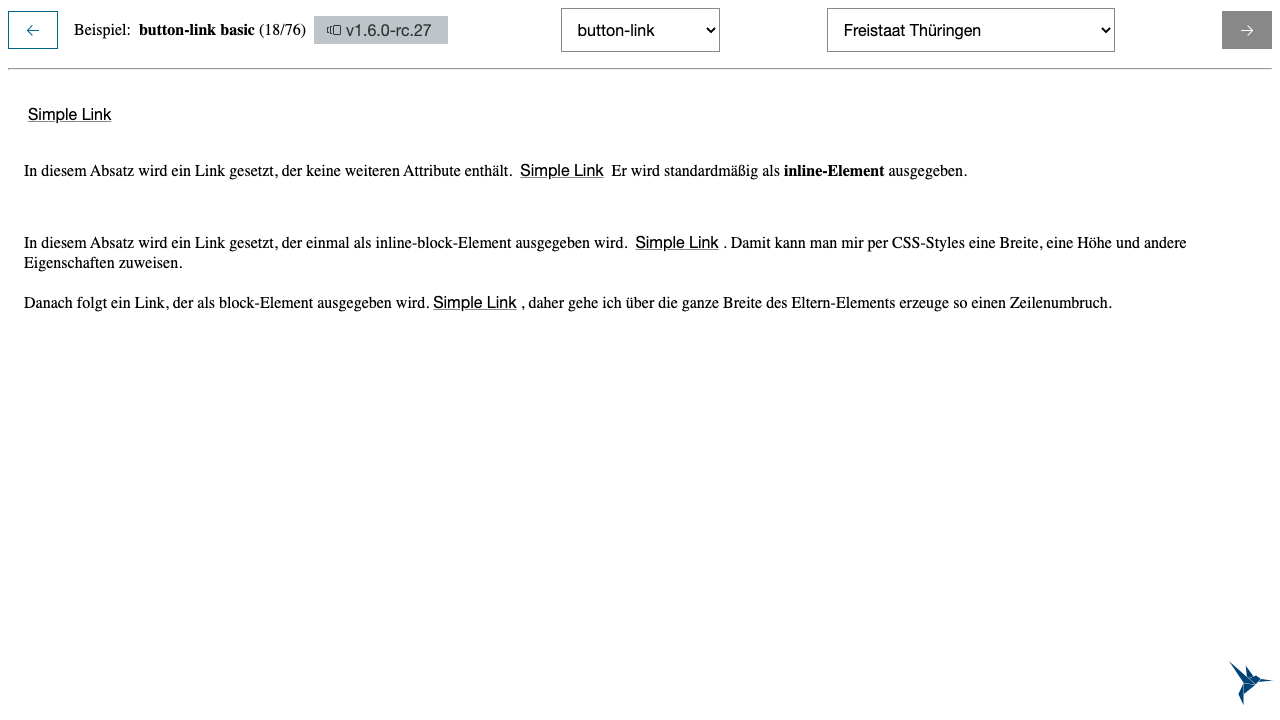 Beispiel: button-link basic (18/76) v1.6.0-rc.27 button-link Freistaat Thüringen
Simple Link
In diesem Absatz wird ein Link gesetzt, der keine weiteren Attribute enthält. Simple Link Er wird standardmäßig als inline-Element ausgegeben.
In diesem Absatz wird ein Link gesetzt, der einmal als inline-block-Element ausgegeben wird. Simple Link . Damit kann man mir per CSS-Styles eine Breite, eine Höhe und andere
Eigenschaften zuweisen.
Danach folgt ein Link, der als block-Element ausgegeben wird. Simple Link , daher gehe ich über die ganze Breite des Eltern-Elements erzeuge so einen Zeilenumbruch.